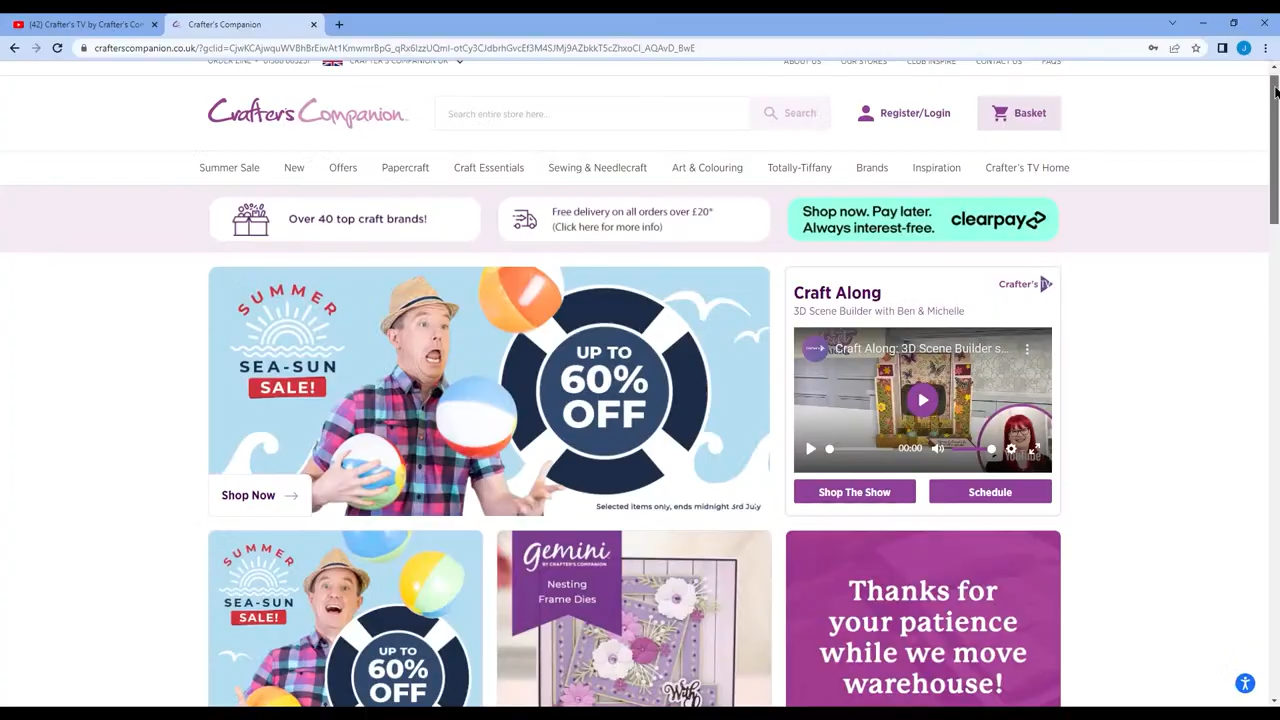 (42) Crafter's TV by Crafter's Co
Crafter's Companion
crafterscompanion.co.uk
ABOUT US
OUR STORES
CLUB INSPIRE
CONTACT US
FAQS
CRAFTER'S COMPANION UK
Crafter's Companion
Search entire store here...
Search
Register/Login
Basket
Summer Sale
New
Offers
Papercraft
Craft Essentials
Sewing & Needlecraft
Art & Colouring
Totally-Tiffany
Brands
Inspiration
Crafter's TV Home
Over 40 top craft brands!
Free delivery on all orders over £20*
(Click here for more info)
Shop now. Pay later.
Always interest-free.
clearpay
SUMMER
SEA-SUN
SALE!
UP TO
60%
OFF
Shop Now
Selected items only, ends midnight 3rd July
Crafter's TV
Craft Along
3D Scene Builder with Ben & Michelle
Craft Along: 3D Scene Builder s...
00:00
YouTube
Shop The Show
Schedule
SUMMER
SEA-SUN
SALE!
UP TO
60%
OFF
gemini
BY CRAFTER'S COMPANION
Nesting
Frame Dies
With
Thanks for
your patience
while we move
warehouse!